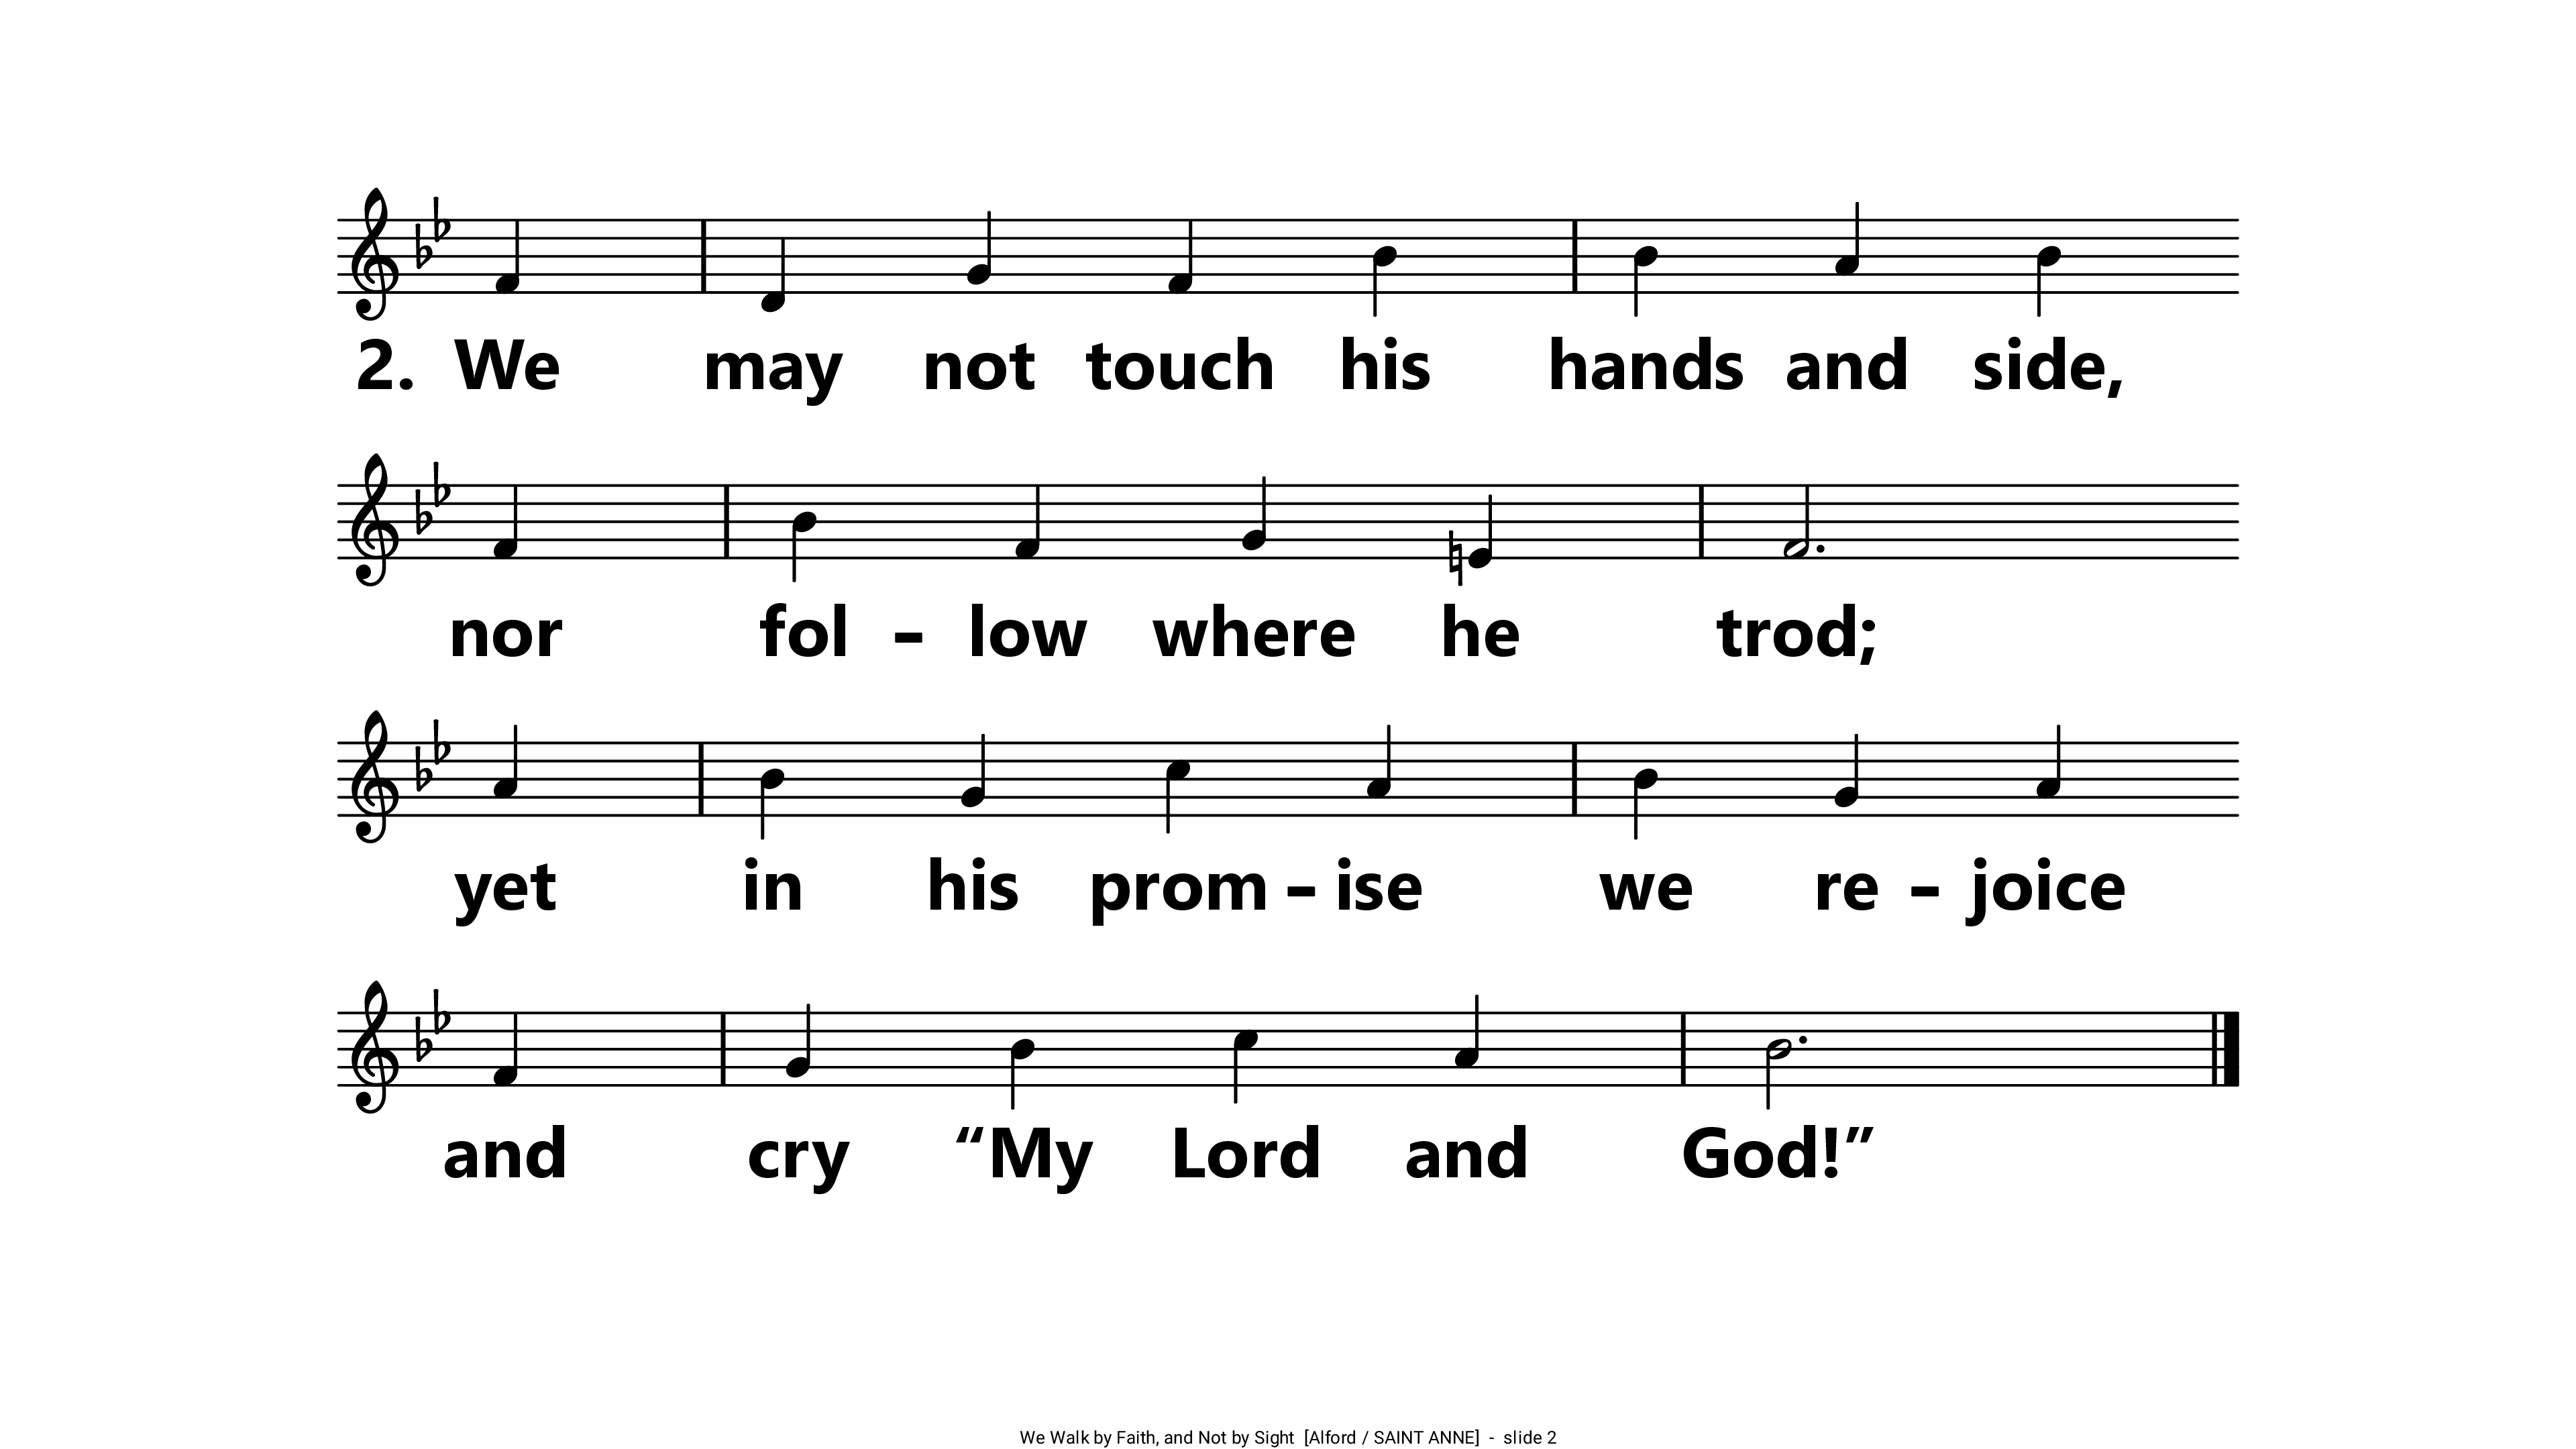 2. We may not touch his hands and side,
nor fol - low where he trod;
yet in his prom - ise we re - joice
and cry “My Lord and God!”
We Walk by Faith, and Not by Sight [Alford / SAINT ANNE] - slide 2